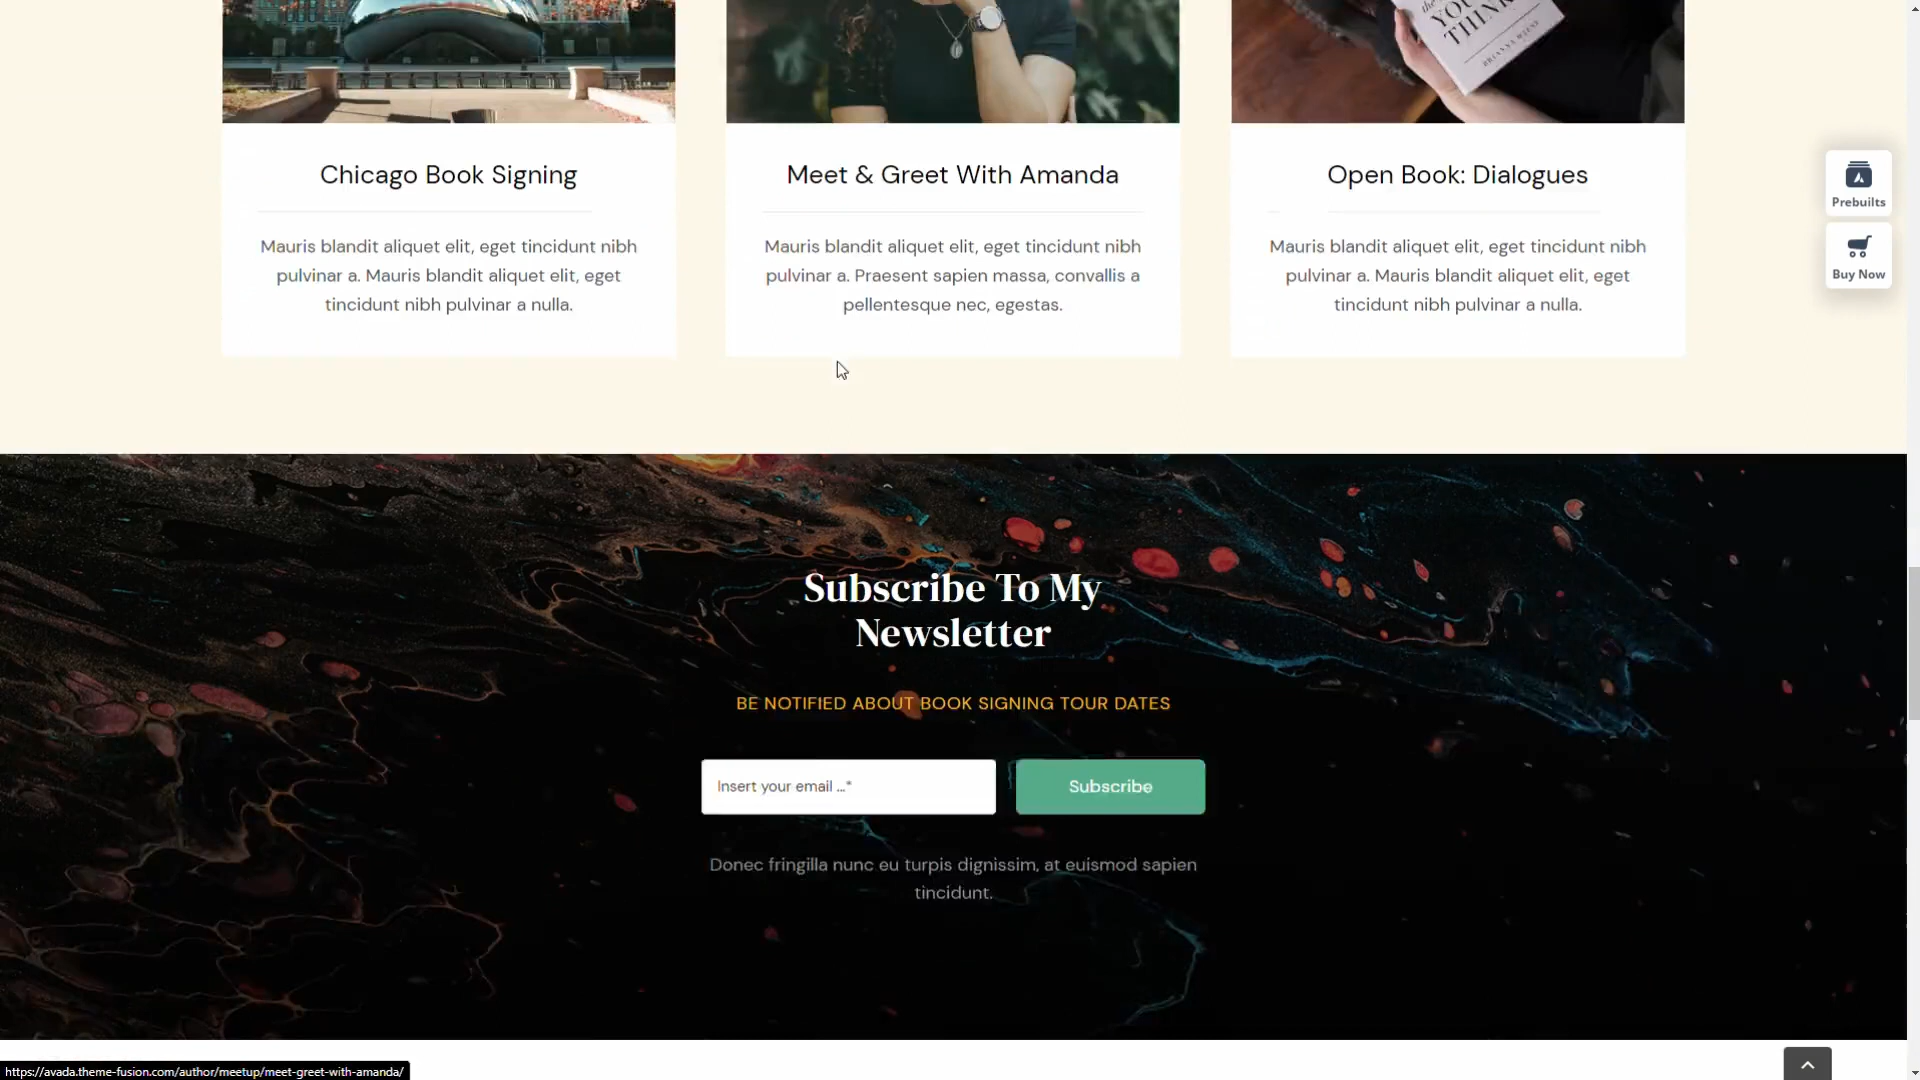 the
YOU
THINK
BRIANNA WIEST
Chicago Book Signing
Mauris blandit aliquet elit, eget tincidunt nibh
pulvinar a. Mauris blandit aliquet elit, eget
tincidunt nibh pulvinar a nulla.
Meet & Greet With Amanda
Mauris blandit aliquet elit, eget tincidunt nibh
pulvinar a. Praesent sapien massa, convallis a
pellentesque nec, egestas.
Open Book: Dialogues
Mauris blandit aliquet elit, eget tincidunt nibh
pulvinar a. Mauris blandit aliquet elit, eget
tincidunt nibh pulvinar a nulla.
Prebuilts
Buy Now
Subscribe To My
Newsletter
BE NOTIFIED ABOUT BOOK SIGNING TOUR DATES
Insert your email ...*
Subscribe
Donec fringilla nunc eu turpis dignissim, at euismod sapien
tincidunt.
https://avada.theme-fusion.com/author/meetup/meet-greet-with-amanda/